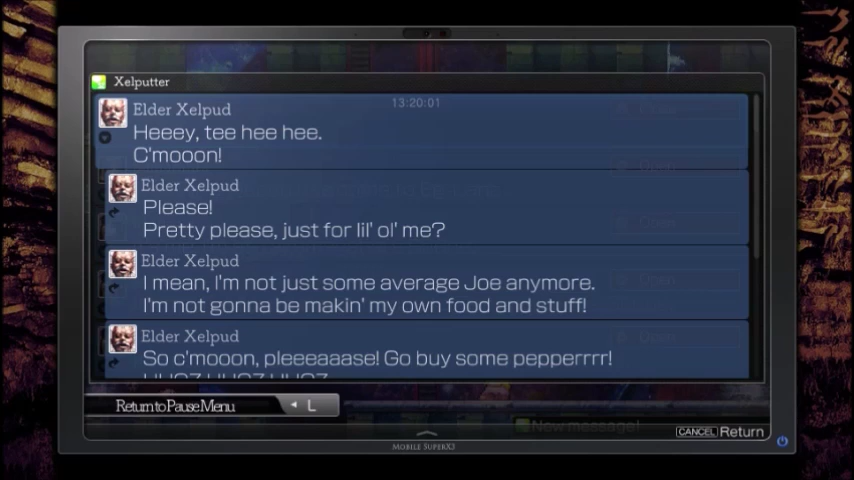 Xelputter
Elder Xelpud
13:20:01
Heeey, tee hee hee.
C'mooon!
Elder Xelpud
Please!
Pretty please, just for lil' ol' me?
Elder Xelpud
I mean, I'm not just some average Joe anymore.
I'm not gonna be makin' my own food and stuff!
Elder Xelpud
So c'mooon, pleeeaaase! Go buy some pepperrrr!
Return to Pause Menu
L
New message!
CANCEL Return
MOBILE SUPERX3